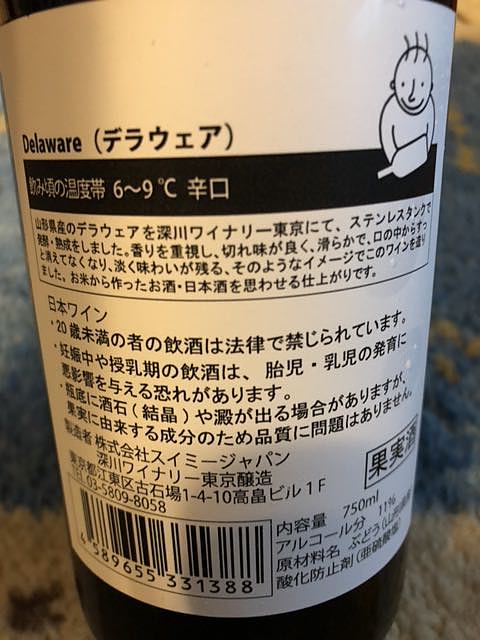 Delaware（デラウェア）
飲み頃の温度帯 6～9℃ 辛口
山形県産のデラウェアを深川ワイナリー東京にて、ステンレスタンクで
発酵・熟成をしました。香りを重視し、切れ味が良く、滑らかで、口の中からすっ
と消えてなくなり、淡く味わいが残る、そのようなイメージでこのワインを造り
ました。お米から作ったお酒・日本酒を思わせる仕上がりです。
日本ワイン
・20歳未満の者の飲酒は法律で禁じられています。
・妊娠中や授乳期の飲酒は、胎児・乳児の発育に
悪影響を与える恐れがあります。
・瓶底に酒石(結晶)や澱が出る場合がありますが、
果実に由来する成分のため品質に問題はありません。
製造者 株式会社スイミージャパン
深川ワイナリー東京醸造
東京都江東区古石場1-4-10高畠ビル1F
TEL 03-5809-8058
果実酒
内容量 750ml
アルコール分 11%
原材料名 ぶどう(山形県産)
酸化防止剤(亜硫酸塩)
4589655331388